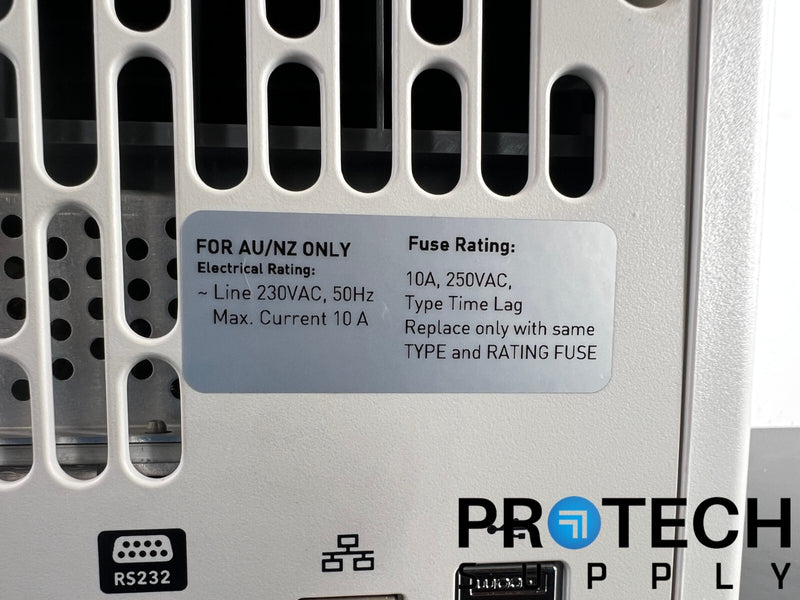 FOR AU/NZ ONLY
Electrical Rating:
~ Line 230VAC, 50Hz
Max. Current 10 A
Fuse Rating:
10A, 250VAC,
Type Time Lag
Replace only with same
TYPE and RATING FUSE
RS232
PROTECH
SUPPLY